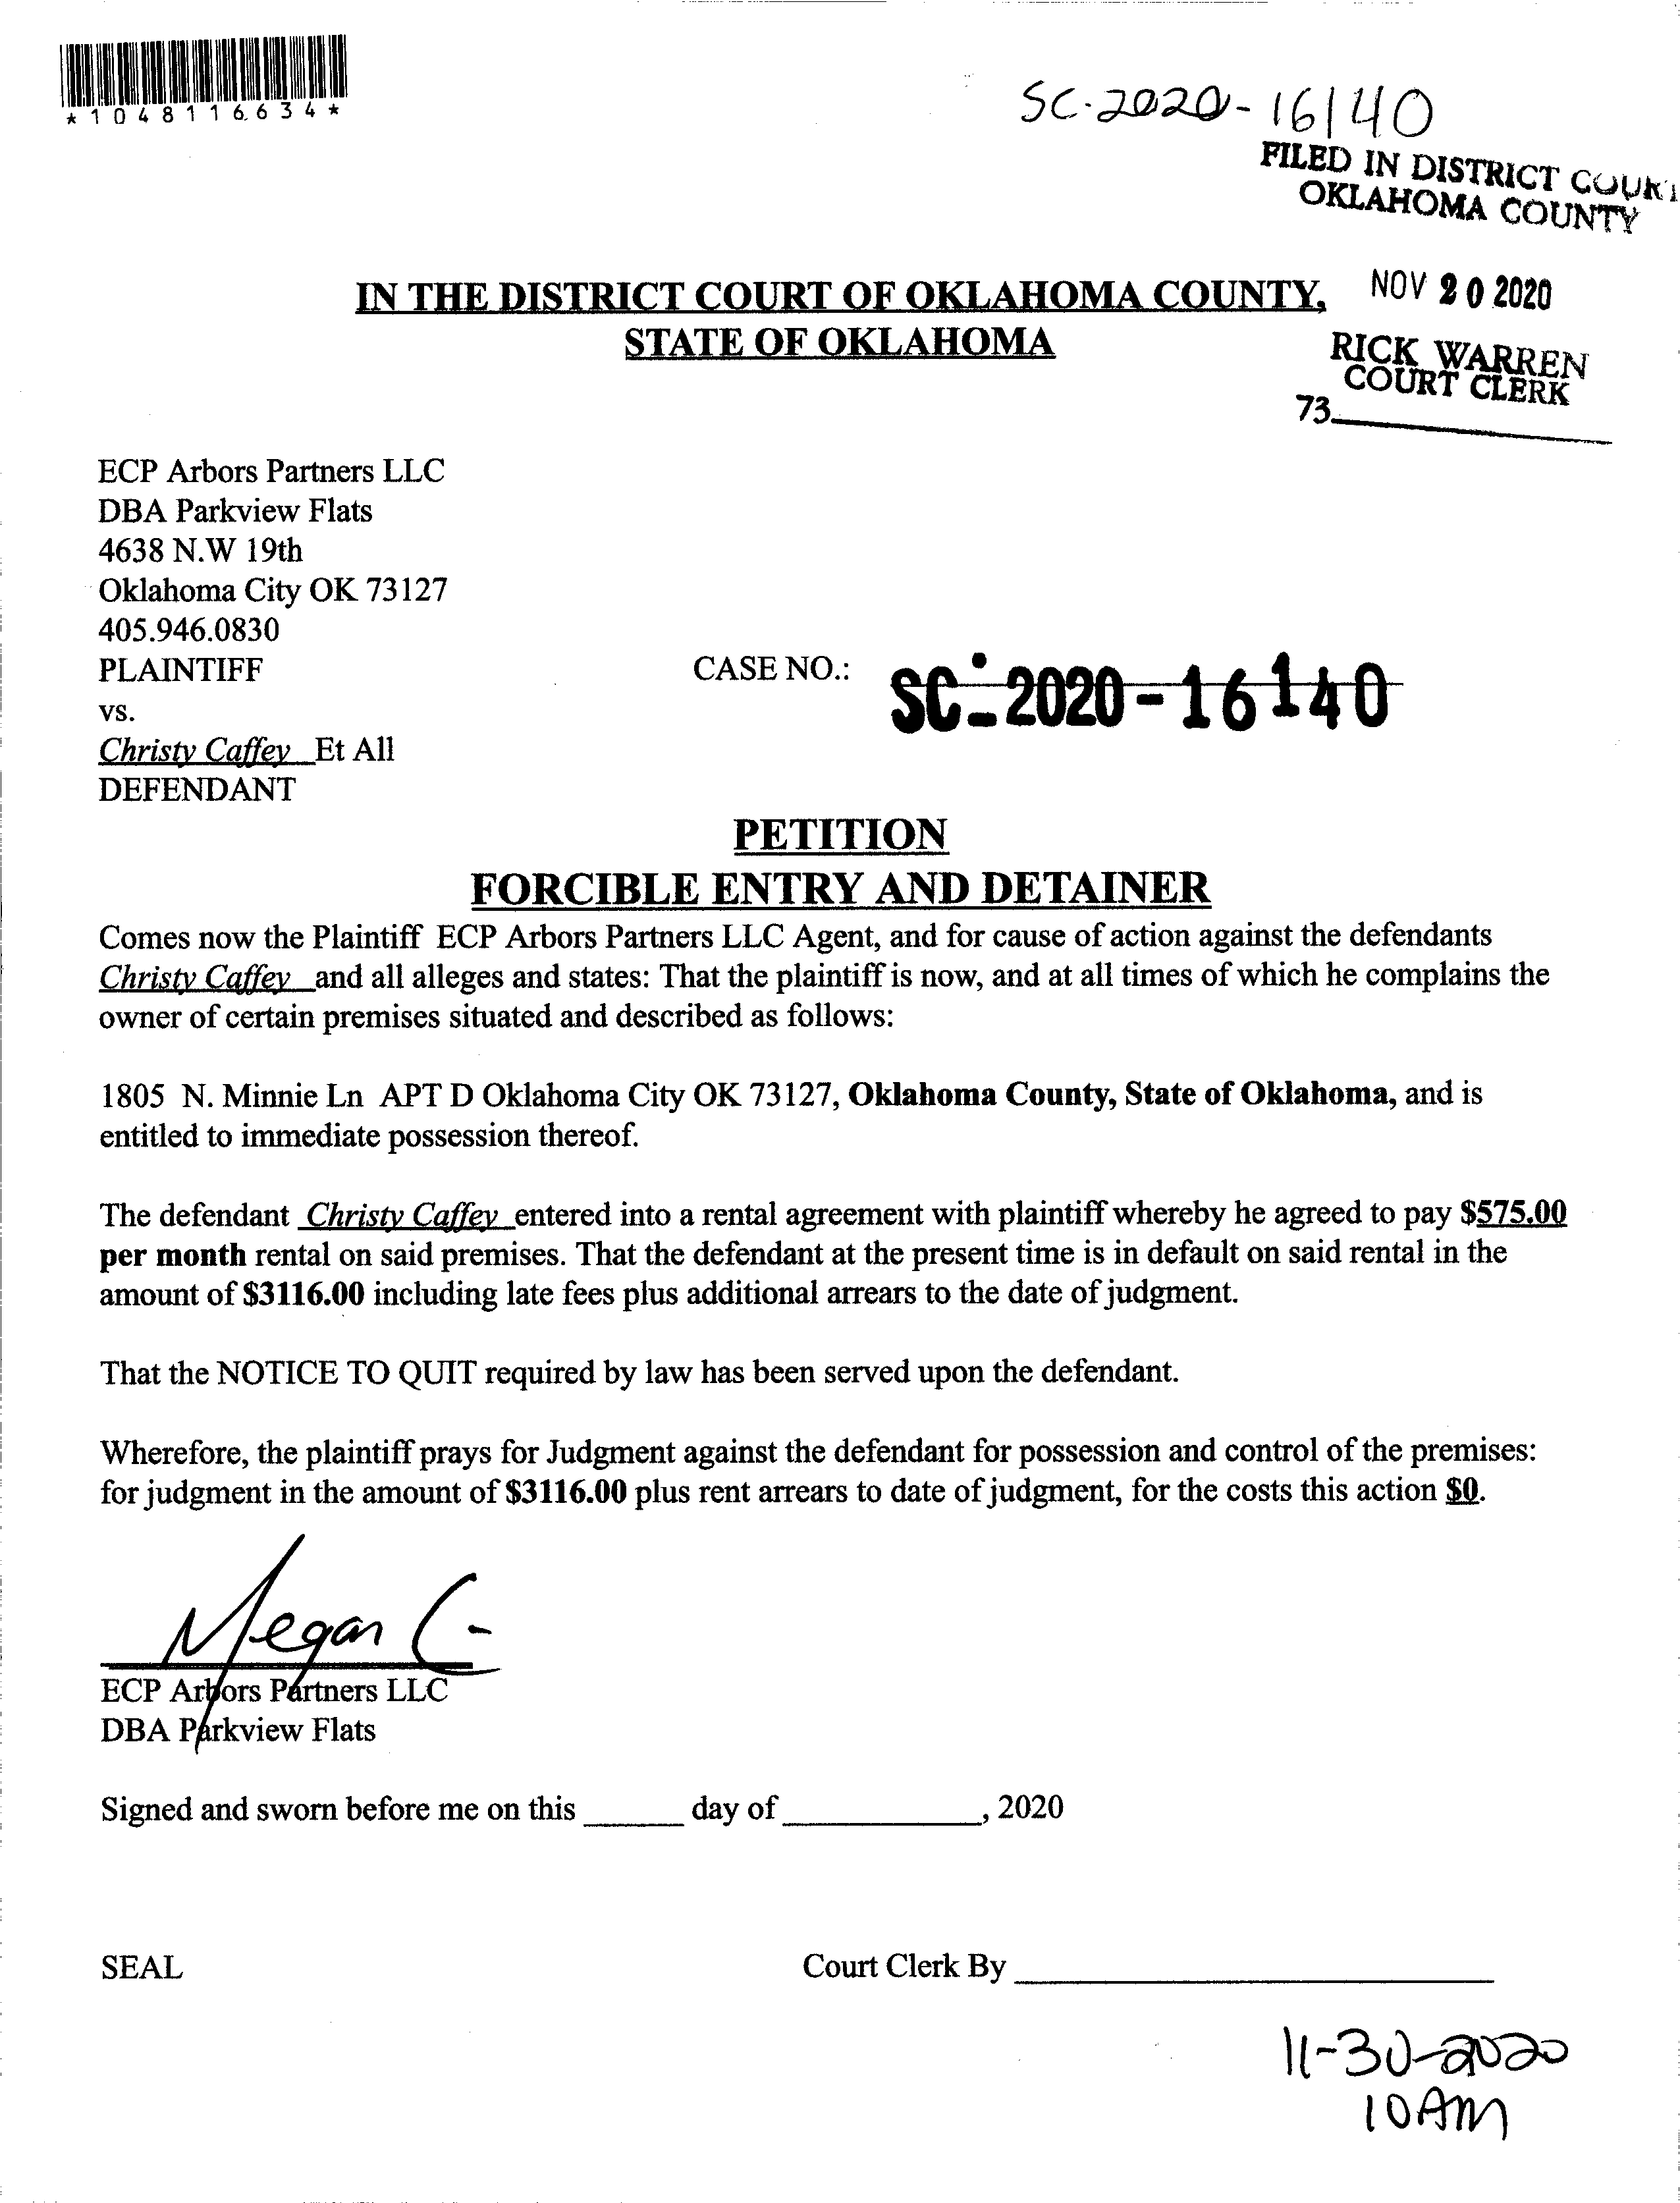 *1048116634*
SC-2020-16140
FILED IN DISTRICT COURT
OKLAHOMA COUNTY
NOV 20 2020
RICK WARREN
COURT CLERK
73
IN THE DISTRICT COURT OF OKLAHOMA COUNTY,
STATE OF OKLAHOMA
ECP Arbors Partners LLC
DBA Parkview Flats
4638 N.W 19th
Oklahoma City OK 73127
405.946.0830
PLAINTIFF
CASE NO.: SC-2020-16140
vs.
Christy Caffey Et All
DEFENDANT
PETITION
FORCIBLE ENTRY AND DETAINER
Comes now the Plaintiff ECP Arbors Partners LLC Agent, and for cause of action against the defendants
Christy Caffey and all alleges and states: That the plaintiff is now, and at all times of which he complains the
owner of certain premises situated and described as follows:
1805 N. Minnie Ln APT D Oklahoma City OK 73127, Oklahoma County, State of Oklahoma, and is
entitled to immediate possession thereof.
The defendant Christy Caffey entered into a rental agreement with plaintiff whereby he agreed to pay $575.00
per month rental on said premises. That the defendant at the present time is in default on said rental in the
amount of $3116.00 including late fees plus additional arrears to the date of judgment.
That the NOTICE TO QUIT required by law has been served upon the defendant.
Wherefore, the plaintiff prays for Judgment against the defendant for possession and control of the premises:
for judgment in the amount of $3116.00 plus rent arrears to date of judgment, for the costs this action $0.
Megan C
ECP Arbors Partners LLC
DBA Parkview Flats
Signed and sworn before me on this ______ day of ____________, 2020
SEAL
Court Clerk By ____________________
11-30-2020
10AM